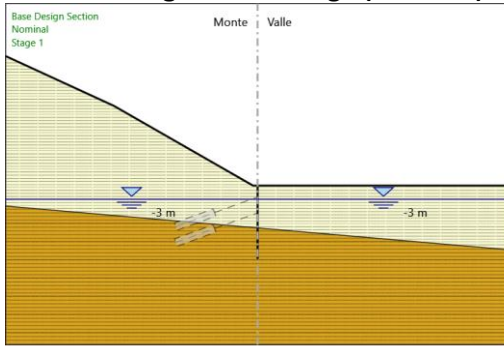 Base Design Section
Nominal
Stage 1
Monte
Valle
-3 m
-3 m